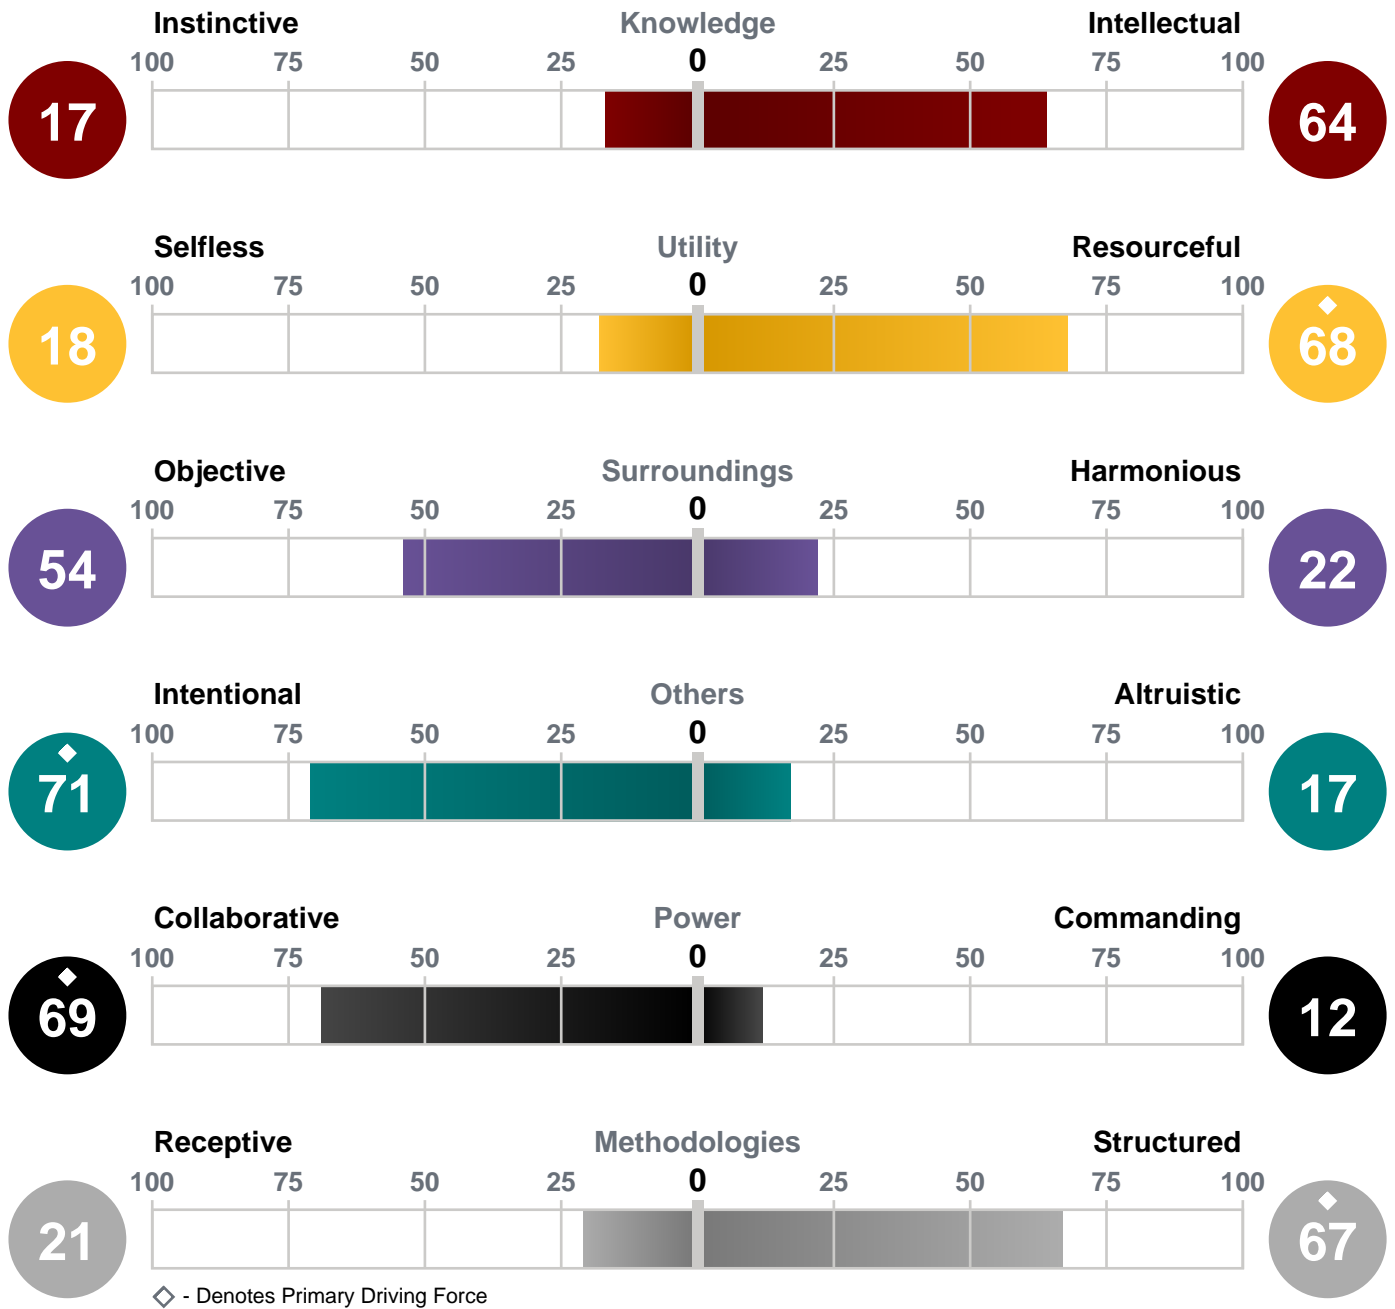 Instinctive Knowledge Intellectual
100 75 50 25 0 25 50 75 100
17 64
Selfless Utility Resourceful
100 75 50 25 0 25 50 75 100
18 68
Objective Surroundings Harmonious
100 75 50 25 0 25 50 75 100
54 22
Intentional Others Altruistic
100 75 50 25 0 25 50 75 100
71 17
Collaborative Power Commanding
100 75 50 25 0 25 50 75 100
69 12
Receptive Methodologies Structured
100 75 50 25 0 25 50 75 100
21 67
- Denotes Primary Driving Force